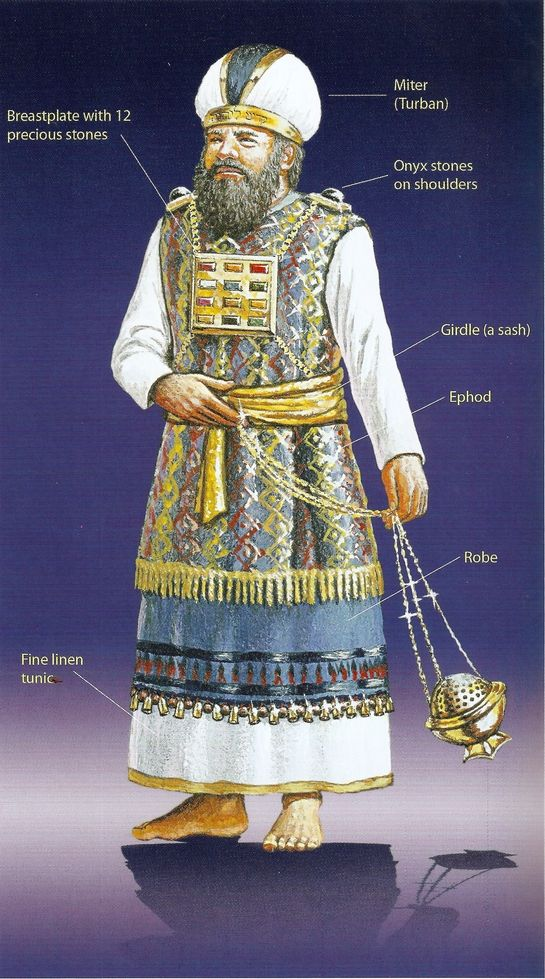 Miter
(Turban)
Breastplate with 12
precious stones
Onyx stones
on shoulders
Girdle (a sash)
Ephod
Robe
Fine linen
tunic